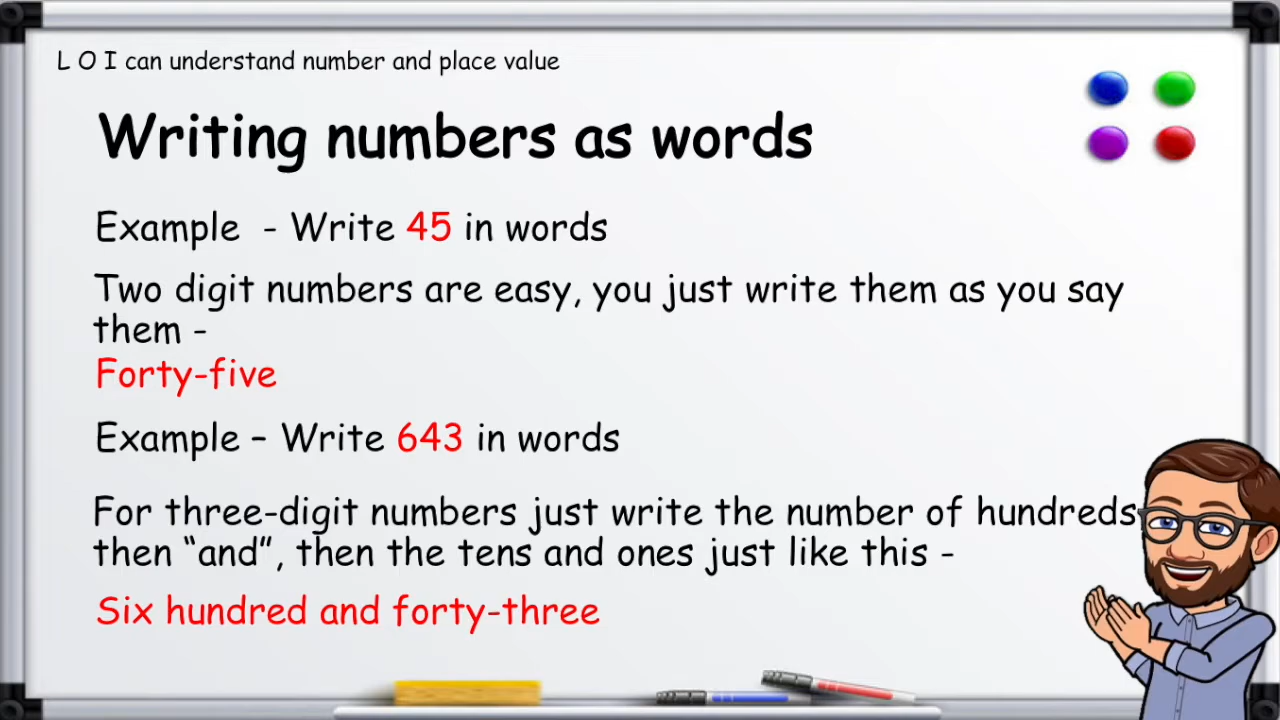 L O I can understand number and place value
Writing numbers as words
Example - Write 45 in words
Two digit numbers are easy, you just write them as you say
them -
Forty-five
Example – Write 643 in words
For three-digit numbers just write the number of hundreds
then “and”, then the tens and ones just like this -
Six hundred and forty-three